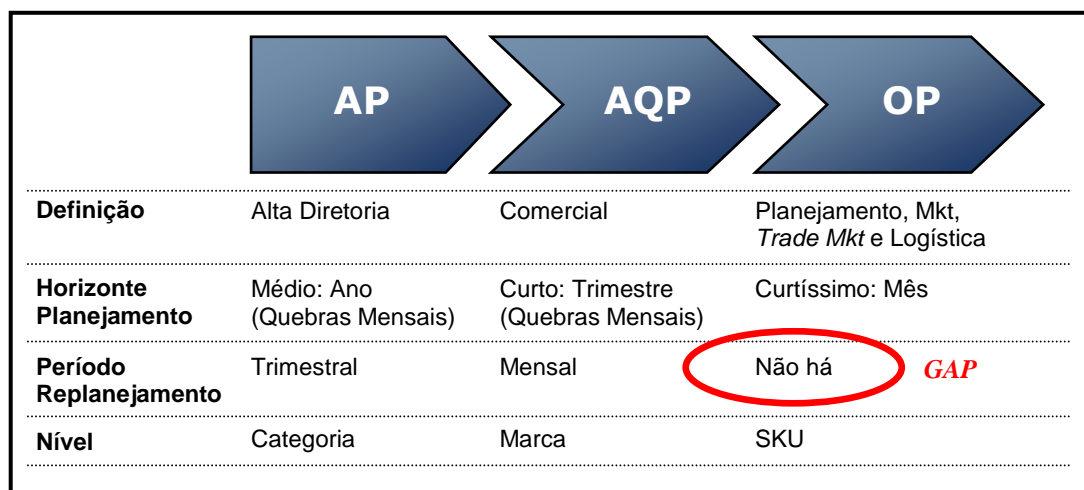 AP AQP OP
Definição Alta Diretoria Comercial Planejamento, Mkt,
Trade Mkt e Logística
Horizonte Médio: Ano Curto: Trimestre Curtíssimo: Mês
Planejamento (Quebras Mensais) (Quebras Mensais)
Período Trimestral Mensal Não há GAP
Replanejamento
Nível Categoria Marca SKU